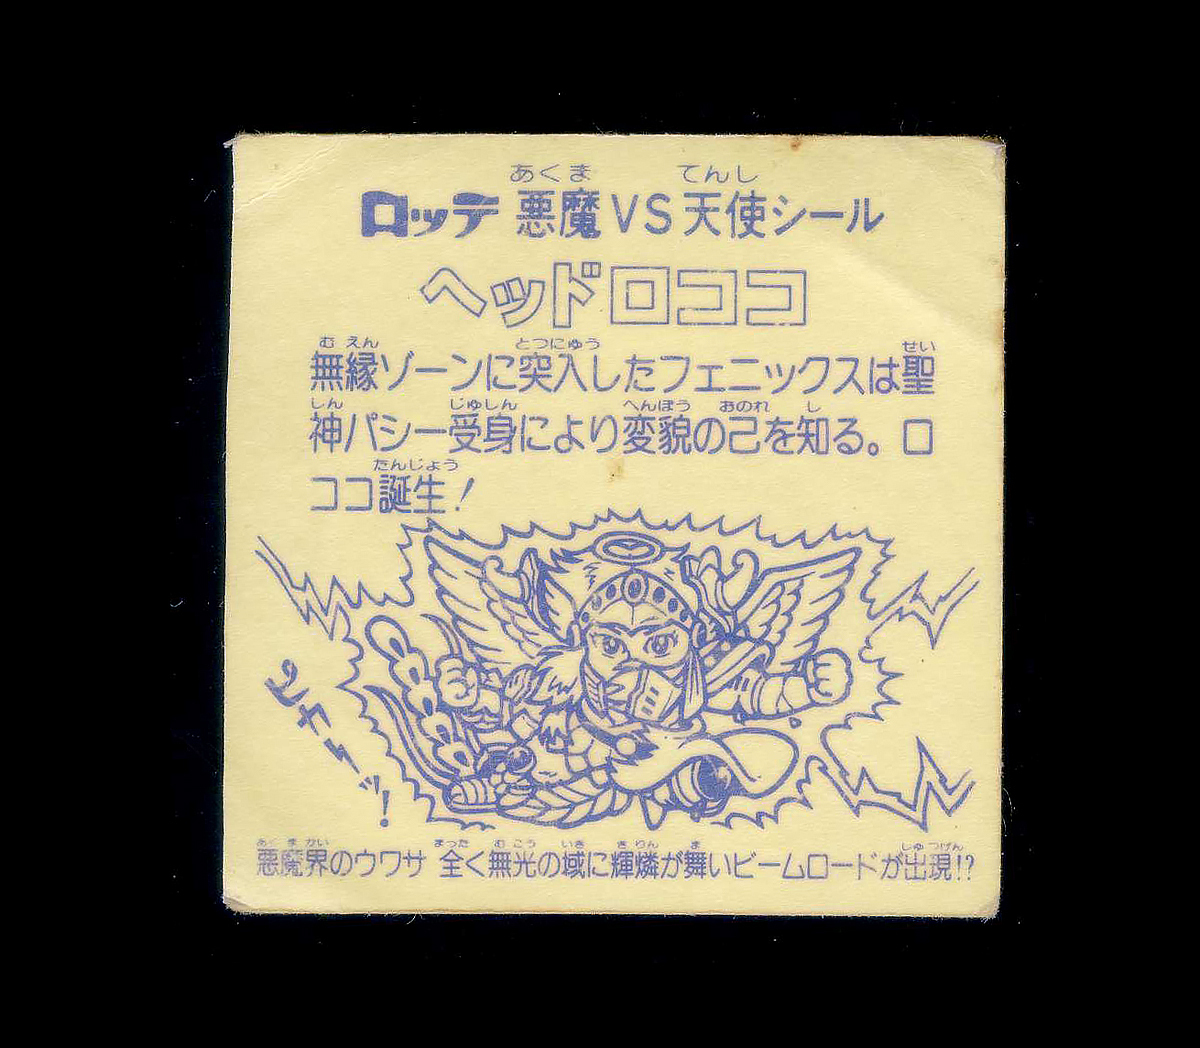 あくま てんし
ロッテ 悪魔VS天使シール
ヘッドロココ
むえん とつにゅう せい
無縁ゾーンに突入したフェニックスは聖
しん じゅしん へんぼう おのれ し
神パシー受身により変貌の己を知る。ロ
たんじょう
ココ誕生！
あくまかい まった むこう いき きりん ま しゅつげん
悪魔界のウワサ 全く無光の域に輝燐が舞いビームロードが出現!?